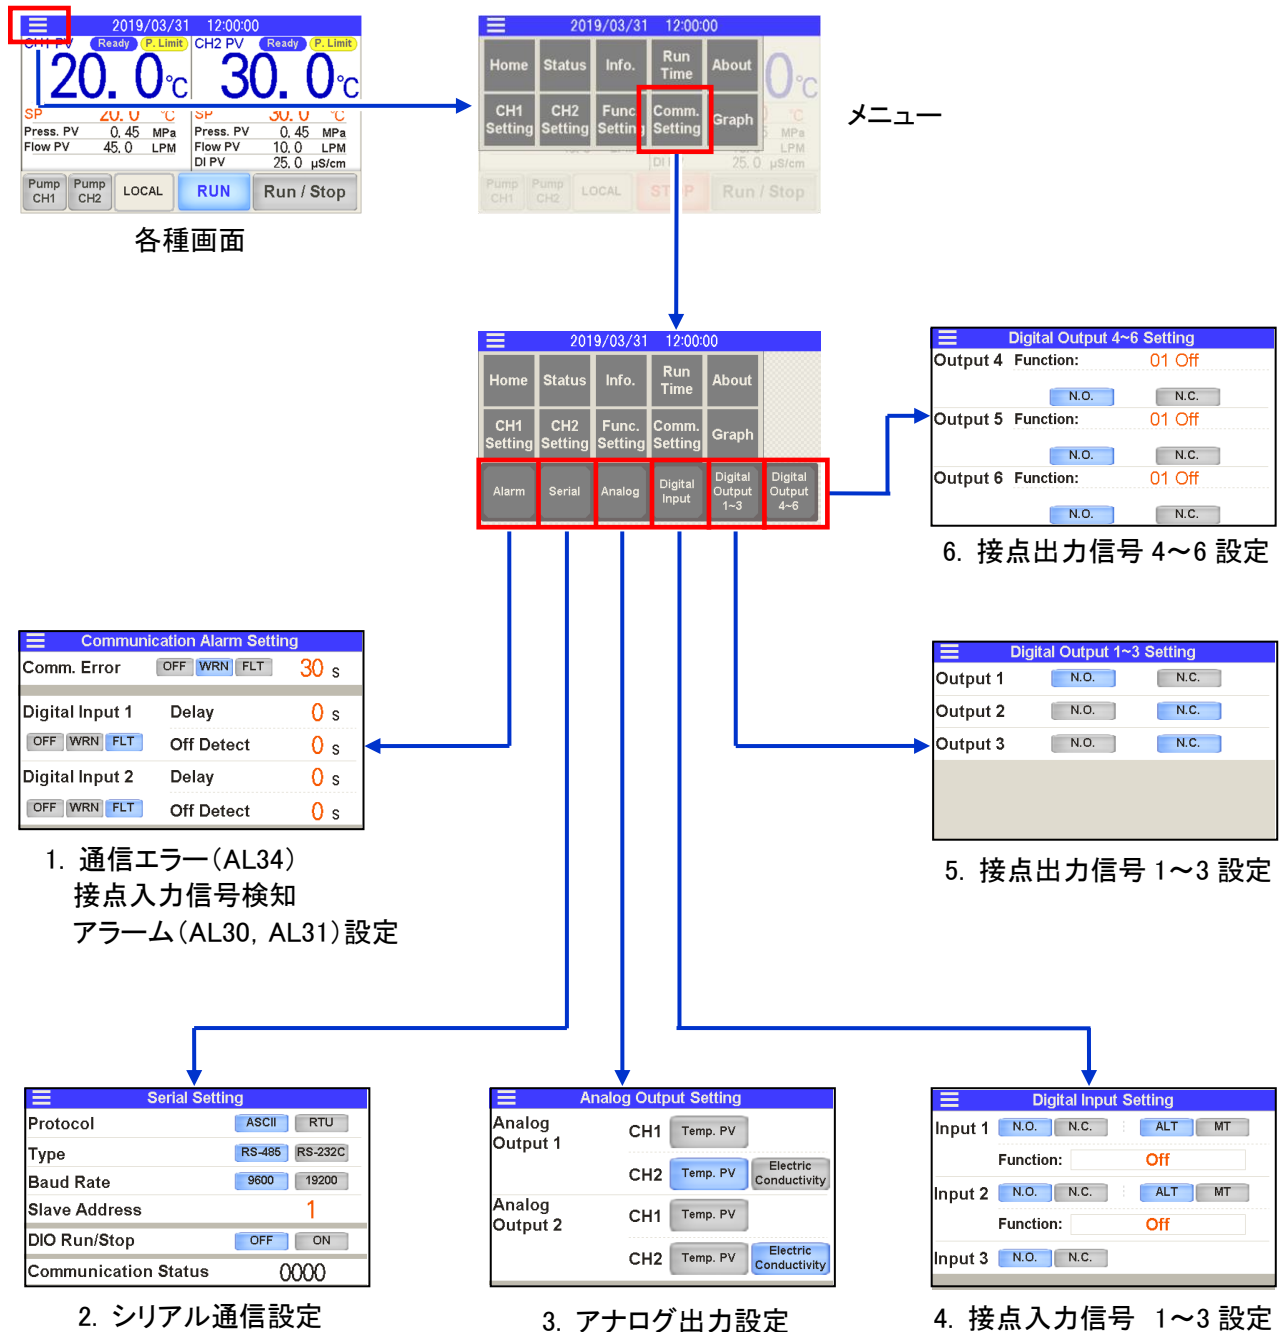 2019/03/31 12:00:00
CH1 PV Ready P. Limit CH2 PV Ready P. Limit
20. 0℃ 30. 0℃
SP 20. 0 ℃ SP 30. 0 ℃
Press. PV 0. 45 MPa Press. PV 0. 45 MPa
Flow PV 45. 0 LPM Flow PV 10. 0 LPM
DI PV 25. 0 µS/cm
Pump CH1 Pump CH2 LOCAL RUN Run / Stop
各種画面
2019/03/31 12:00:00
Home Status Info. Run Time About
CH1 Setting CH2 Setting Func Setting Comm. Setting Graph
0℃
℃
MPa
LPM
DI 25. 0 µS/cm
Pump CH1 Pump CH2 LOCAL STOP Run / Stop
メニュー
2019/03/31 12:00:00
Home Status Info. Run Time About
CH1 Setting CH2 Setting Func. Setting Comm. Setting Graph
Alarm Serial Analog Digital Input Digital Output 1~3 Digital Output 4~6
Digital Output 4~6 Setting
Output 4 Function: 01 Off
N.O. N.C.
Output 5 Function: 01 Off
N.O. N.C.
Output 6 Function: 01 Off
N.O. N.C.
6. 接点出力信号 4～6 設定
Communication Alarm Setting
Comm. Error OFF WRN FLT 30 s
Digital Input 1 Delay 0 s
OFF WRN FLT Off Detect 0 s
Digital Input 2 Delay 0 s
OFF WRN FLT Off Detect 0 s
1. 通信エラー（AL34）
接点入力信号検知
アラーム（AL30, AL31）設定
Digital Output 1~3 Setting
Output 1 N.O. N.C.
Output 2 N.O. N.C.
Output 3 N.O. N.C.
5. 接点出力信号 1～3 設定
Serial Setting
Protocol ASCII RTU
Type RS-485 RS-232C
Baud Rate 9600 19200
Slave Address 1
DIO Run/Stop OFF ON
Communication Status 0000
2. シリアル通信設定
Analog Output Setting
Analog Output 1 CH1 Temp. PV
CH2 Temp. PV Electric Conductivity
Analog Output 2 CH1 Temp. PV
CH2 Temp. PV Electric Conductivity
3. アナログ出力設定
Digital Input Setting
Input 1 N.O. N.C. : ALT MT
Function: Off
Input 2 N.O. N.C. : ALT MT
Function: Off
Input 3 N.O. N.C.
4. 接点入力信号 1～3 設定